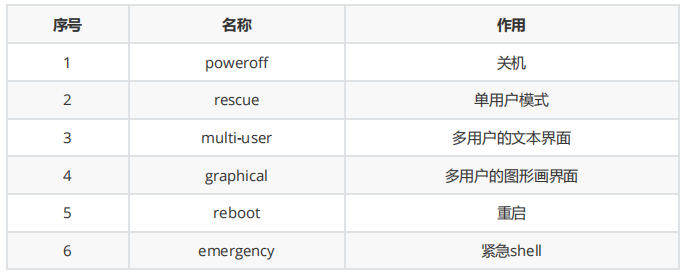 序号 名称 作用
1 poweroff 关机
2 rescue 单用户模式
3 multi-user 多用户的文本界面
4 graphical 多用户的图形画界面
5 reboot 重启
6 emergency 紧急shell